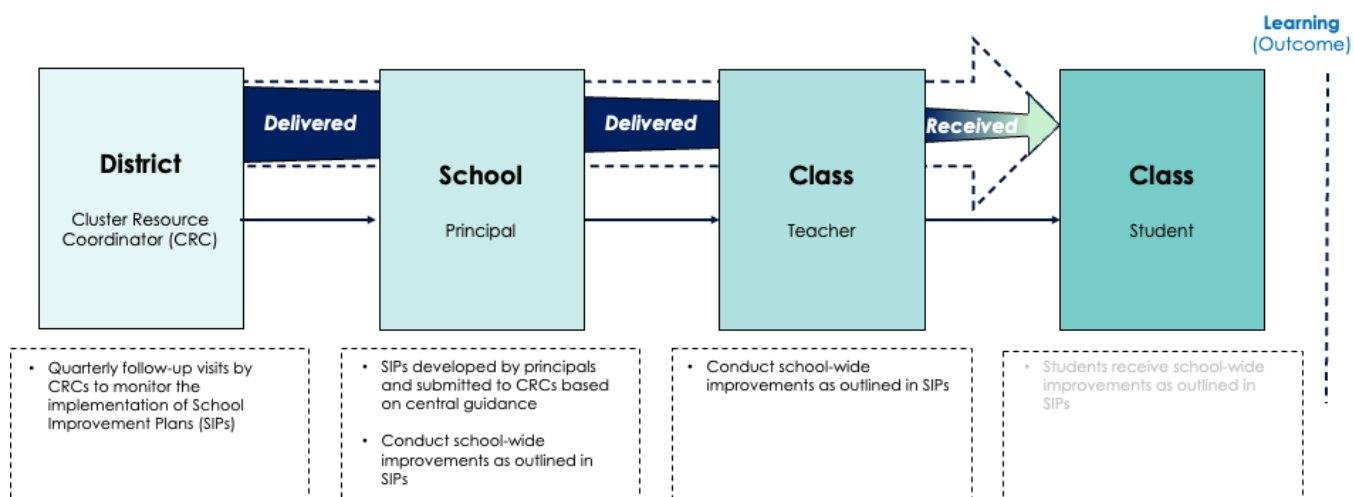 Learning
(Outcome)
Delivered
Delivered
Received
District
Cluster Resource
Coordinator (CRC)
School
Principal
Class
Teacher
Class
Student
• Quarterly follow-up visits by
CRCs to monitor the
implementation of School
Improvement Plans (SIPs)
• SIPs developed by principals
and submitted to CRCs based
on central guidance
• Conduct school-wide
improvements as outlined in
SIPs
• Conduct school-wide
improvements as outlined in SIPs
• Students receive school-wide
improvements as outlined in
SIPs